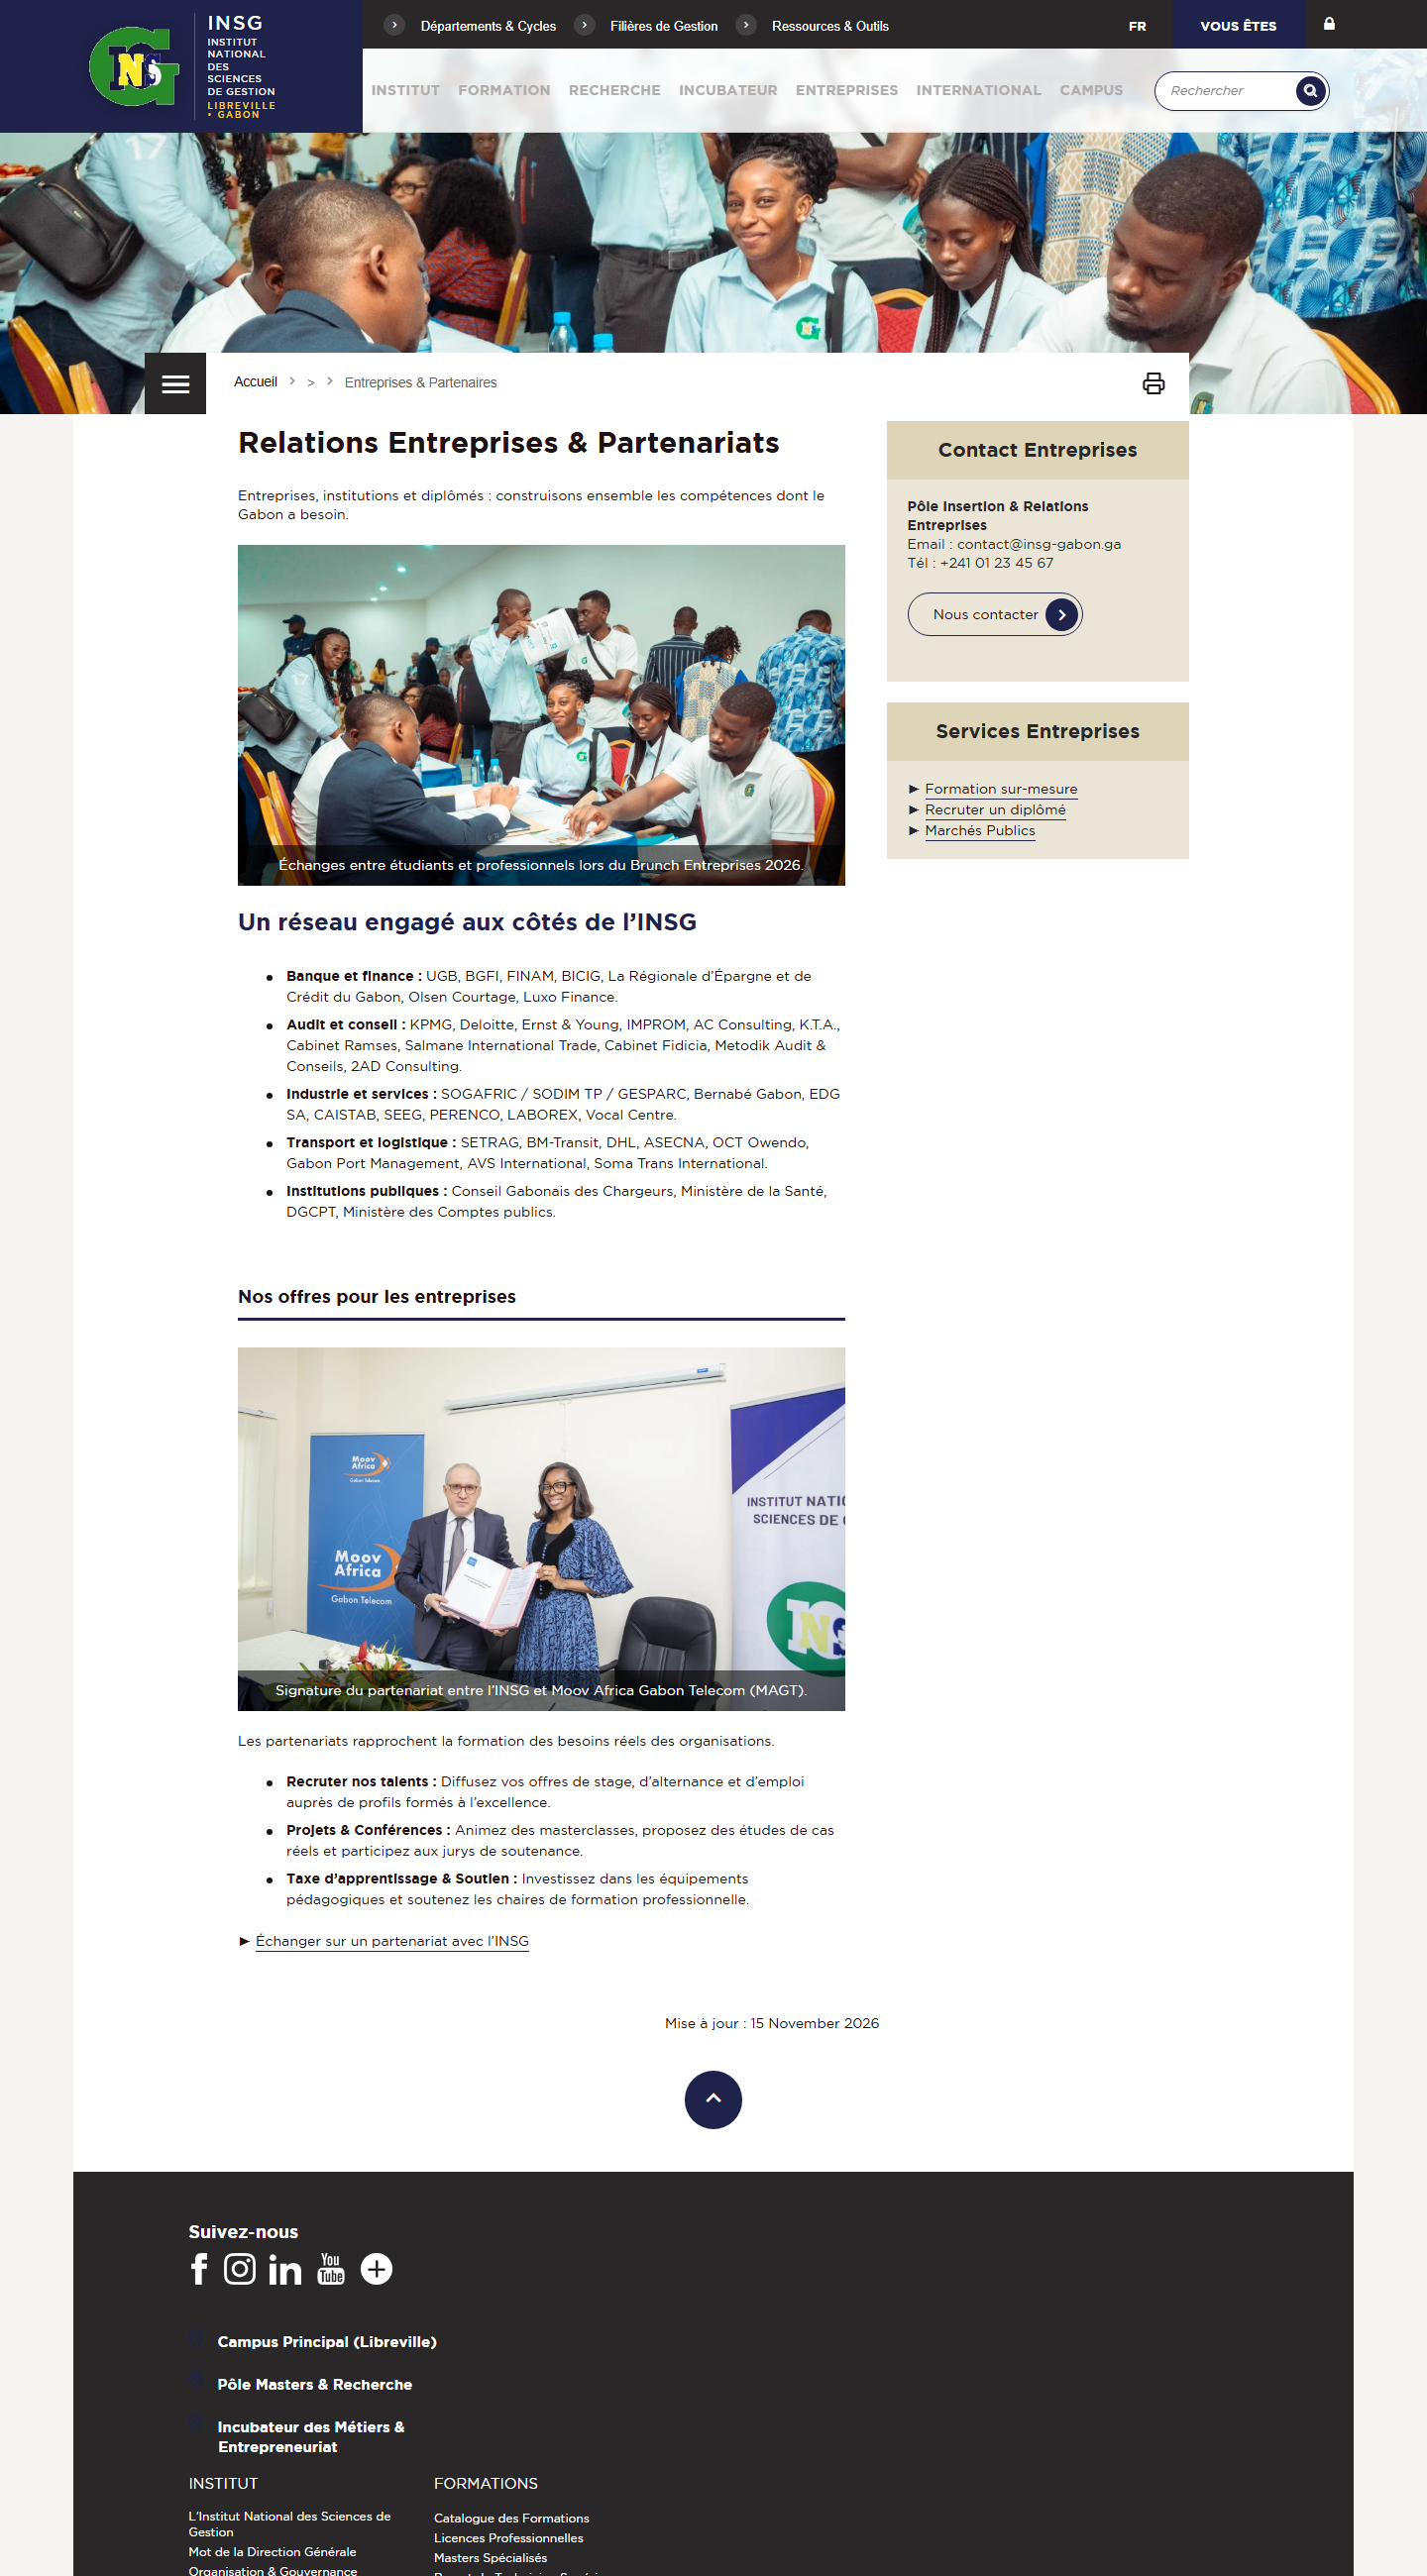 INSG
INSTITUT
NATIONAL
DES
SCIENCES
DE GESTION
LIBREVILLE
• GABON
Départements & Cycles
Filières de Gestion
Ressources & Outils
FR
VOUS ÊTES
INSTITUT
FORMATION
RECHERCHE
INCUBATEUR
ENTREPRISES
INTERNATIONAL
CAMPUS
Rechercher
17
Accueil > Entreprises & Partenaires
Relations Entreprises & Partenariats
Entreprises, institutions et diplômés : construisons ensemble les compétences dont le
Gabon a besoin.
17
Échanges entre étudiants et professionnels lors du Brunch Entreprises 2026.
Contact Entreprises
Pôle Insertion & Relations
Entreprises
Email : contact@insg-gabon.ga
Tél : +241 01 23 45 67
Nous contacter
Services Entreprises
► Formation sur-mesure
► Recruter un diplômé
► Marchés Publics
Un réseau engagé aux côtés de l’INSG
• Banque et finance : UGB, BGFI, FINAM, BICIG, La Régionale d’Épargne et de
Crédit du Gabon, Olsen Courtage, Luxo Finance.
• Audit et conseil : KPMG, Deloitte, Ernst & Young, IMPROM, AC Consulting, K.T.A.,
Cabinet Ramses, Salmane International Trade, Cabinet Fidicia, Metodik Audit &
Conseils, 2AD Consulting.
• Industrie et services : SOGAFRIC / SODIM TP / GESPARC, Bernabé Gabon, EDG
SA, CAISTAB, SEEG, PERENCO, LABOREX, Vocal Centre.
• Transport et logistique : SETRAG, BM-Transit, DHL, ASECNA, OCT Owendo,
Gabon Port Management, AVS International, Soma Trans International.
• Institutions publiques : Conseil Gabonais des Chargeurs, Ministère de la Santé,
DGCPT, Ministère des Comptes publics.
Nos offres pour les entreprises
Moov
Africa
Gabon Telecom
Moov
Africa
Gabon Telecom
INSTITUT NATIO
SCIENCES DE G
Signature du partenariat entre l’INSG et Moov Africa Gabon Telecom (MAGT).
Les partenariats rapprochent la formation des besoins réels des organisations.
• Recruter nos talents : Diffusez vos offres de stage, d’alternance et d’emploi
auprès de profils formés à l’excellence.
• Projets & Conférences : Animez des masterclasses, proposez des études de cas
réels et participez aux jurys de soutenance.
• Taxe d’apprentissage & Soutien : Investissez dans les équipements
pédagogiques et soutenez les chaires de formation professionnelle.
► Échanger sur un partenariat avec l’INSG
Mise à jour : 15 November 2026
Suivez-nous
You
Tube
Campus Principal (Libreville)
Pôle Masters & Recherche
Incubateur des Métiers &
Entrepreneuriat
INSTITUT
L’Institut National des Sciences de
Gestion
Mot de la Direction Générale
Organisation & Gouvernance
FORMATIONS
Catalogue des Formations
Licences Professionnelles
Masters Spécialisés